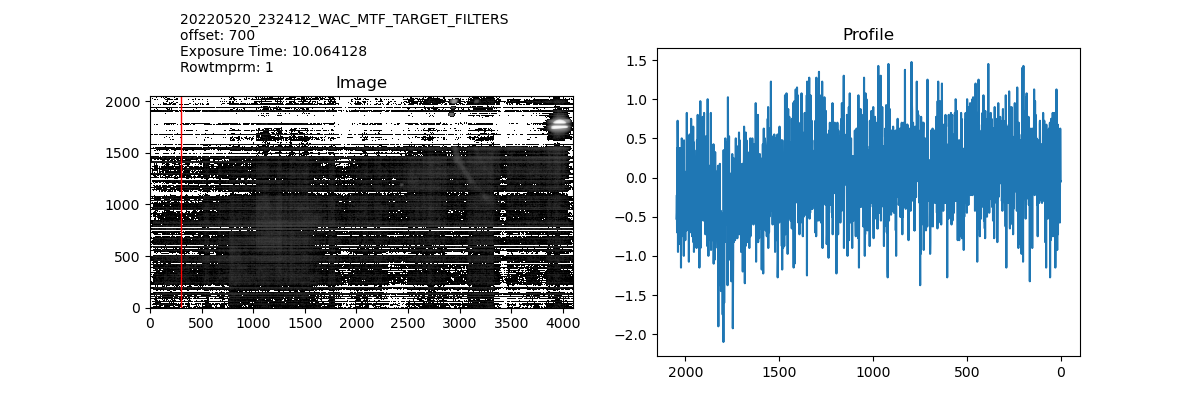 20220520_232412_WAC_MTF_TARGET_FILTERS
offset: 700
Exposure Time: 10.064128
Rowtmprm: 1
Image
2000
1500
1000
500
0
0 500 1000 1500 2000 2500 3000 3500 4000
Profile
1.5
1.0
0.5
0.0
−0.5
−1.0
−1.5
−2.0
2000 1500 1000 500 0